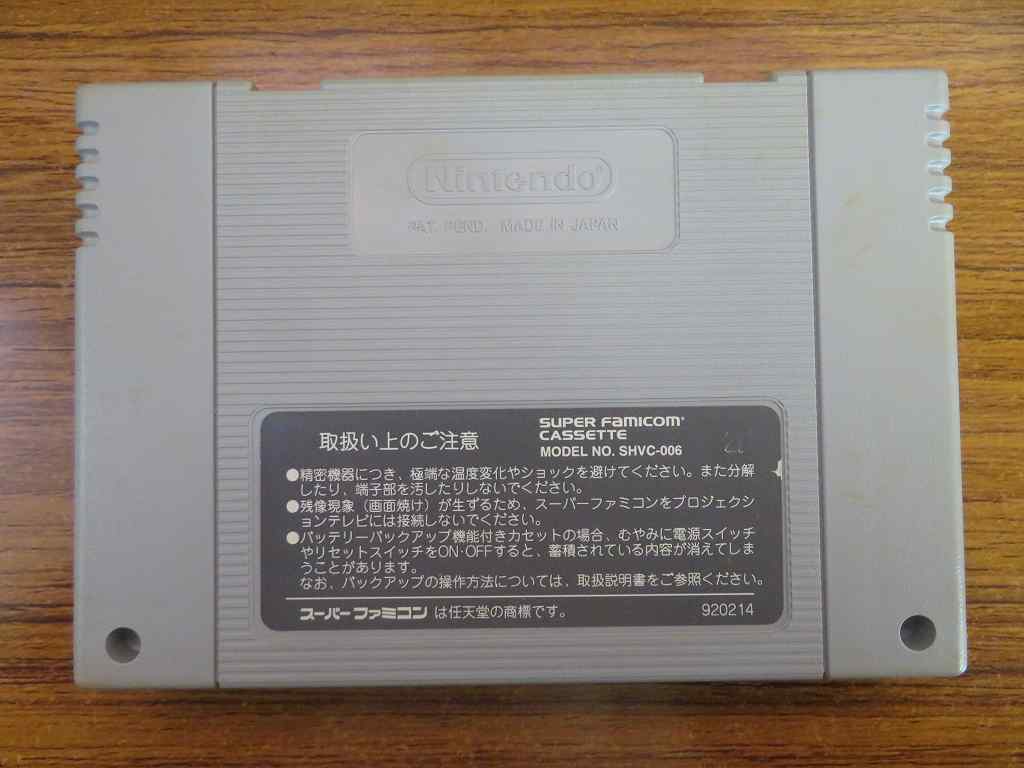 Nintendo®
PAT. PEND. MADE IN JAPAN
取扱い上のご注意
SUPER FAMICOM®
CASSETTE
MODEL NO. SHVC-006
●精密機器につき、極端な温度変化やショックを避けてください。また分解
したり、端子部を汚したりしないでください。
●残像現象（画面焼け）が生ずるため、スーパーファミコンをプロジェクシ
ョンテレビには接続しないでください。
●バッテリーバックアップ機能付きカセットの場合、むやみに電源スイッチ
やリセットスイッチをON・OFFすると、蓄積されている内容が消えてしま
うことがあります。
なお、バックアップの操作方法については、取扱説明書をご参照ください。
スーパーファミコン は任天堂の商標です。
920214